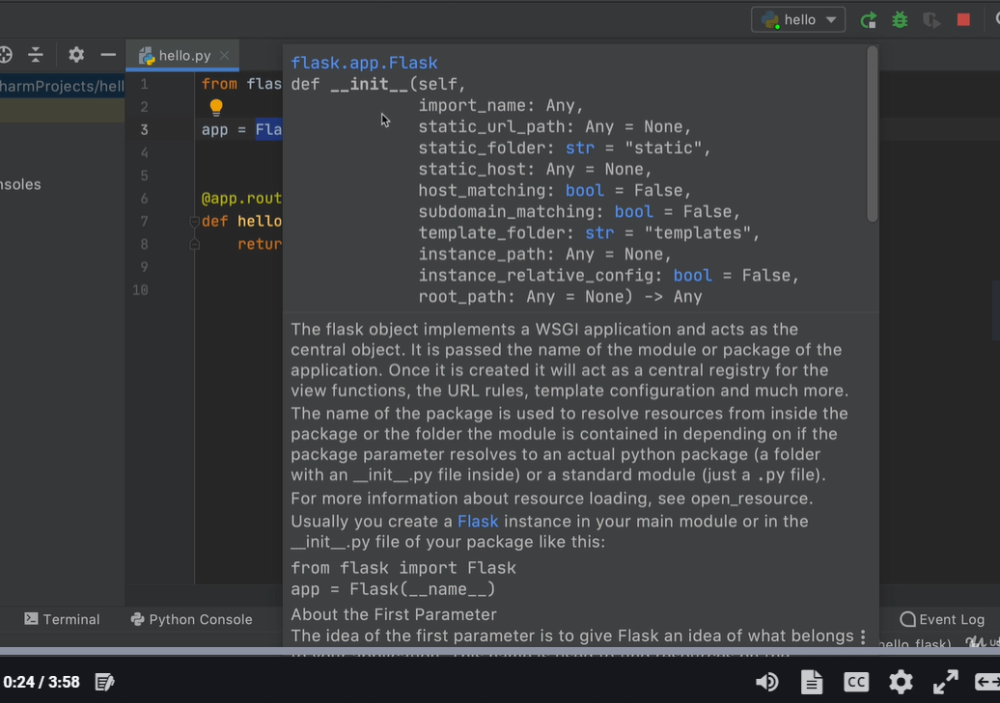 hello
hello.py
harmProjects/hell
nsoles
1 from flas
2
3 app = Fla
4
5
6 @app.rout
7 def hello
8 retur
9
10
flask.app.Flask
def __init__(self,
import_name: Any,
static_url_path: Any = None,
static_folder: str = "static",
static_host: Any = None,
host_matching: bool = False,
subdomain_matching: bool = False,
template_folder: str = "templates",
instance_path: Any = None,
instance_relative_config: bool = False,
root_path: Any = None) -> Any
The flask object implements a WSGI application and acts as the
central object. It is passed the name of the module or package of the
application. Once it is created it will act as a central registry for the
view functions, the URL rules, template configuration and much more.
The name of the package is used to resolve resources from inside the
package or the folder the module is contained in depending on if the
package parameter resolves to an actual python package (a folder
with an __init__.py file inside) or a standard module (just a .py file).
For more information about resource loading, see open_resource.
Usually you create a Flask instance in your main module or in the
__init__.py file of your package like this:
from flask import Flask
app = Flask(__name__)
About the First Parameter
The idea of the first parameter is to give Flask an idea of what belongs
Terminal
Python Console
Event Log
hello_flask)
0:24 / 3:58
CC